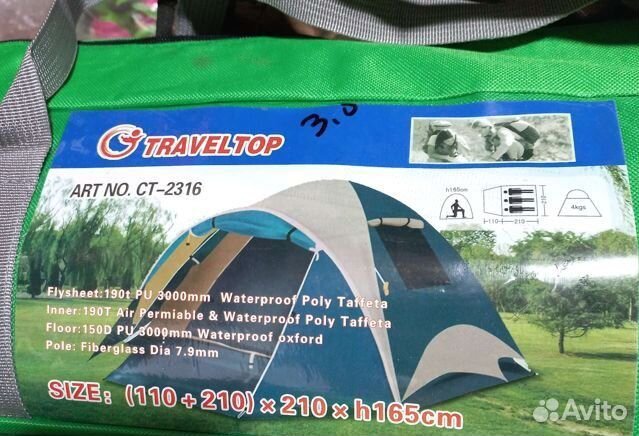 TRAVELTOP
3.0
ART NO. CT-2316
h160cm
4kgs
210
110
210
Flysheet:190t PU 3000mm Waterproof Poly Taffeta
Inner:190T Air Permiable & Waterproof Poly Taffeta
Floor:150D PU 3000mm Waterproof oxford
Pole: Fiberglass Dia 7.9mm
SIZE: (110+210)×210×h165cm
Avito